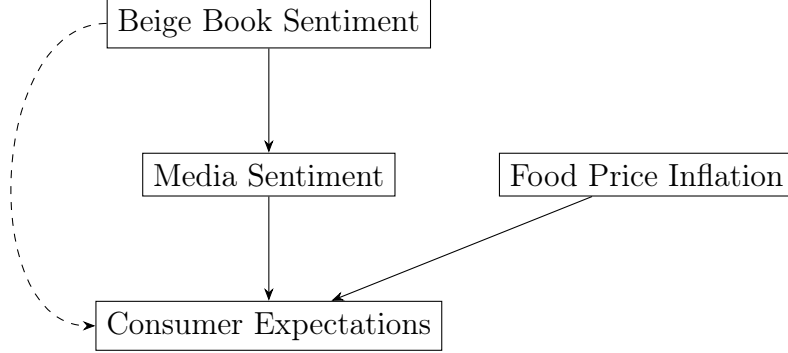 Beige Book Sentiment
Media Sentiment
Food Price Inflation
Consumer Expectations